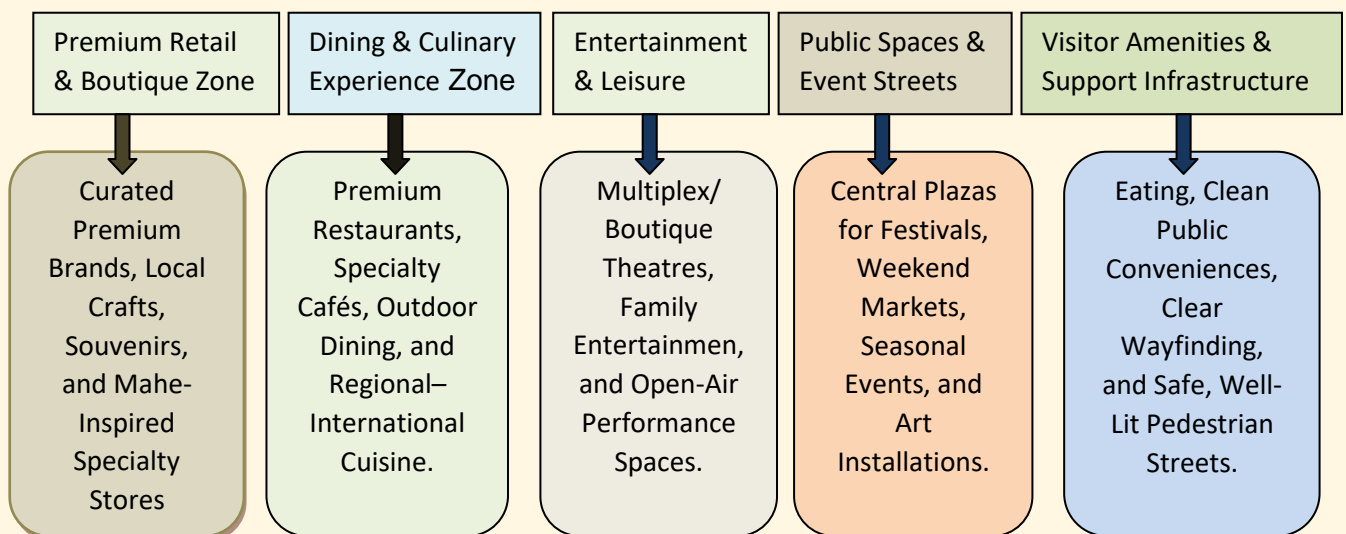 Premium Retail
& Boutique Zone
Dining & Culinary
Experience Zone
Entertainment
& Leisure
Public Spaces &
Event Streets
Visitor Amenities &
Support Infrastructure
Curated
Premium
Brands, Local
Crafts,
Souvenirs,
and Mahe-
Inspired
Specialty
Stores
Premium
Restaurants,
Specialty
Cafés, Outdoor
Dining, and
Regional–
International
Cuisine.
Multiplex/
Boutique
Theatres,
Family
Entertainmen,
and Open-Air
Performance
Spaces.
Central Plazas
for Festivals,
Weekend
Markets,
Seasonal
Events, and
Art
Installations.
Eating, Clean
Public
Conveniences,
Clear
Wayfinding,
and Safe, Well-
Lit Pedestrian
Streets.